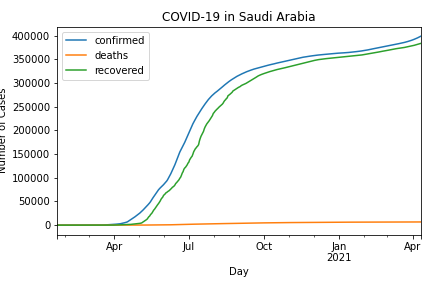 COVID-19 in Saudi Arabia
confirmed
deaths
recovered
400000
350000
300000
250000
200000
150000
100000
50000
0
Number of Cases
Apr
Jul
Oct
Jan
2021
Apr
Day